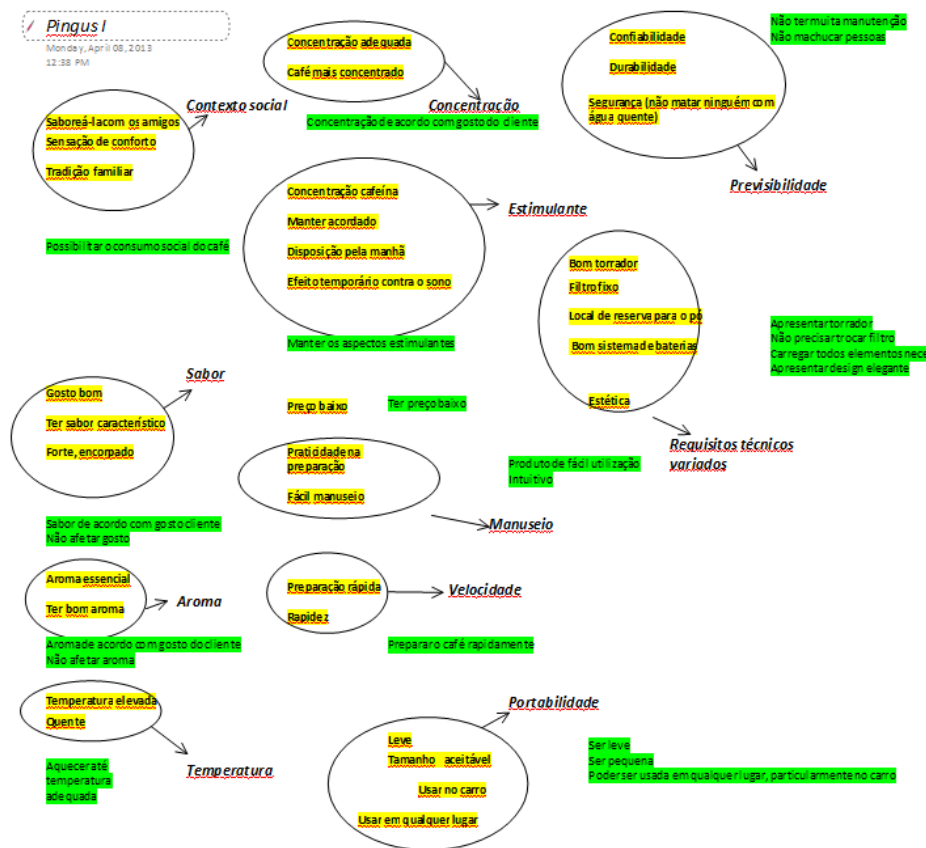 Pingus I
Monday, April 08, 2013
12:38 PM
Concentração adequada
Café mais concentrado
Concentração
Concentração de acordo com gosto do cliente
Confiabilidade
Durabilidade
Segurança (não matar ninguém com
água quente)
Previsibilidade
Não ter muita manutenção
Não machucar pessoas
Contexto social
Saboreá-la com os amigos
Sensação de conforto
Tradição familiar
Possibilitar o consumo social do café
Concentração cafeína
Manter acordado
Disposição pela manhã
Efeito temporário contra o sono
Estimulante
Manter os aspectos estimulantes
Bom torrador
Filtro fixo
Local de reserva para o pó
Bom sistema de baterias
Estética
Requisitos técnicos
variados
Apresentar torrador
Não precisar trocar filtro
Carregar todos elementos nece
Apresentar design elegante
Sabor
Gosto bom
Ter sabor característico
Forte, encorpado
Sabor de acordo com gosto cliente
Não afetar gosto
Preço baixo
Ter preço baixo
Praticidade na
preparação
Fácil manuseio
Manuseio
Produto de fácil utilização
Intuitivo
Aroma essencial
Ter bom aroma
Aroma
Aroma de acordo com gosto do cliente
Não afetar aroma
Preparação rápida
Rapidez
Velocidade
Preparar o café rapidamente
Temperatura elevada
Quente
Temperatura
Aquecer até
temperatura
adequada
Portabilidade
Leve
Tamanho aceitável
Usar no carro
Usar em qualquer lugar
Ser leve
Ser pequena
Poder ser usada em qualquer lugar, particularmente no carro